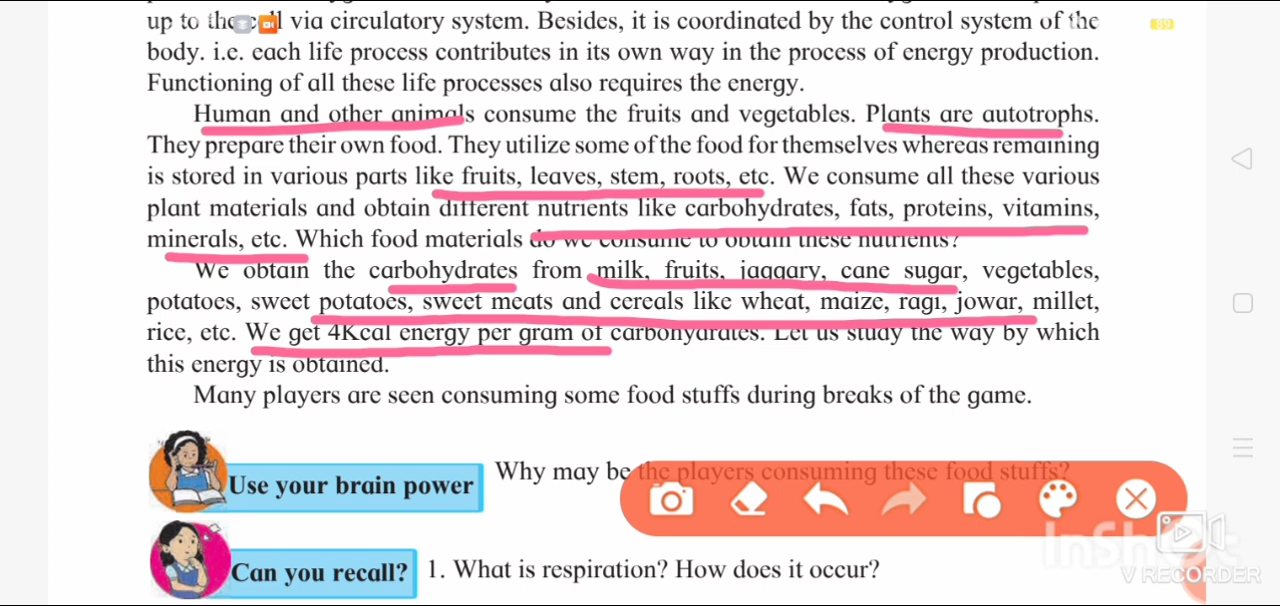 up to the cell via circulatory system. Besides, it is coordinated by the control system of the
body. i.e. each life process contributes in its own way in the process of energy production.
Functioning of all these life processes also requires the energy.
Human and other animals consume the fruits and vegetables. Plants are autotrophs.
They prepare their own food. They utilize some of the food for themselves whereas remaining
is stored in various parts like fruits, leaves, stem, roots, etc. We consume all these various
plant materials and obtain different nutrients like carbohydrates, fats, proteins, vitamins,
minerals, etc. Which food materials do we consume to obtain these nutrients?
We obtain the carbohydrates from milk, fruits, jaggary, cane sugar, vegetables,
potatoes, sweet potatoes, sweet meats and cereals like wheat, maize, ragi, jowar, millet,
rice, etc. We get 4Kcal energy per gram of carbohydrates. Let us study the way by which
this energy is obtained.
Many players are seen consuming some food stuffs during breaks of the game.
Use your brain power
Why may be the players consuming these food stuffs?
Can you recall?
1. What is respiration? How does it occur?
89
InShot
V RECORDER